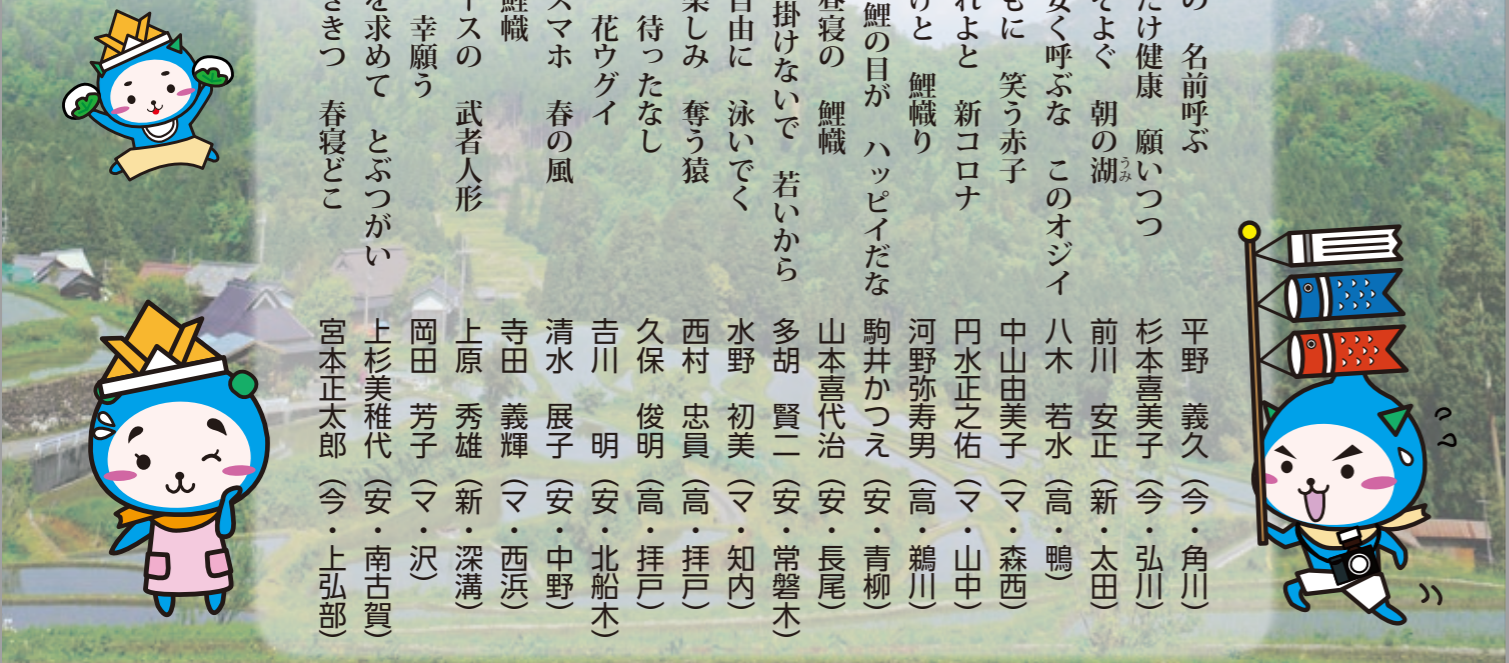 の　名前呼ぶ　平野　義久（今・角川）
け健康　願いつつ　杉本喜美子（今・弘川）
そよぐ　朝の湖　前川　安正（新・太田）
うみ
安く呼ぶな　このオジイ　八木　若水（高・鴨）
もに　笑う赤子　中山由美子（マ・森西）
れよと　新コロナ　円水正之佑（マ・山中）
けと　鯉幟り　河野弥寿男（高・鵜川）
鯉の目が　ハッピイだな　駒井かつえ（安・青柳）
昼寝の　鯉幟　山本喜代治（安・長尾）
掛けないで　若いから　多胡　賢二（安・常磐木）
自由に　泳いでく　水野　初美（マ・知内）
楽しみ　奪う猿　西村　忠員（高・拝戸）
待ったなし　久保　俊明（高・拝戸）
花ウグイ　吉川　明（安・北船木）
スマホ　春の風　清水　展子（安・中野）
鯉幟　寺田　義輝（マ・西浜）
ースの　武者人形　上原　秀雄（新・深溝）
幸願う　岡田　芳子（マ・沢）
を求めて　とぶつがい　上杉美稚代（安・南古賀）
きつ　春寝どこ　宮本正太郎（今・上弘部）